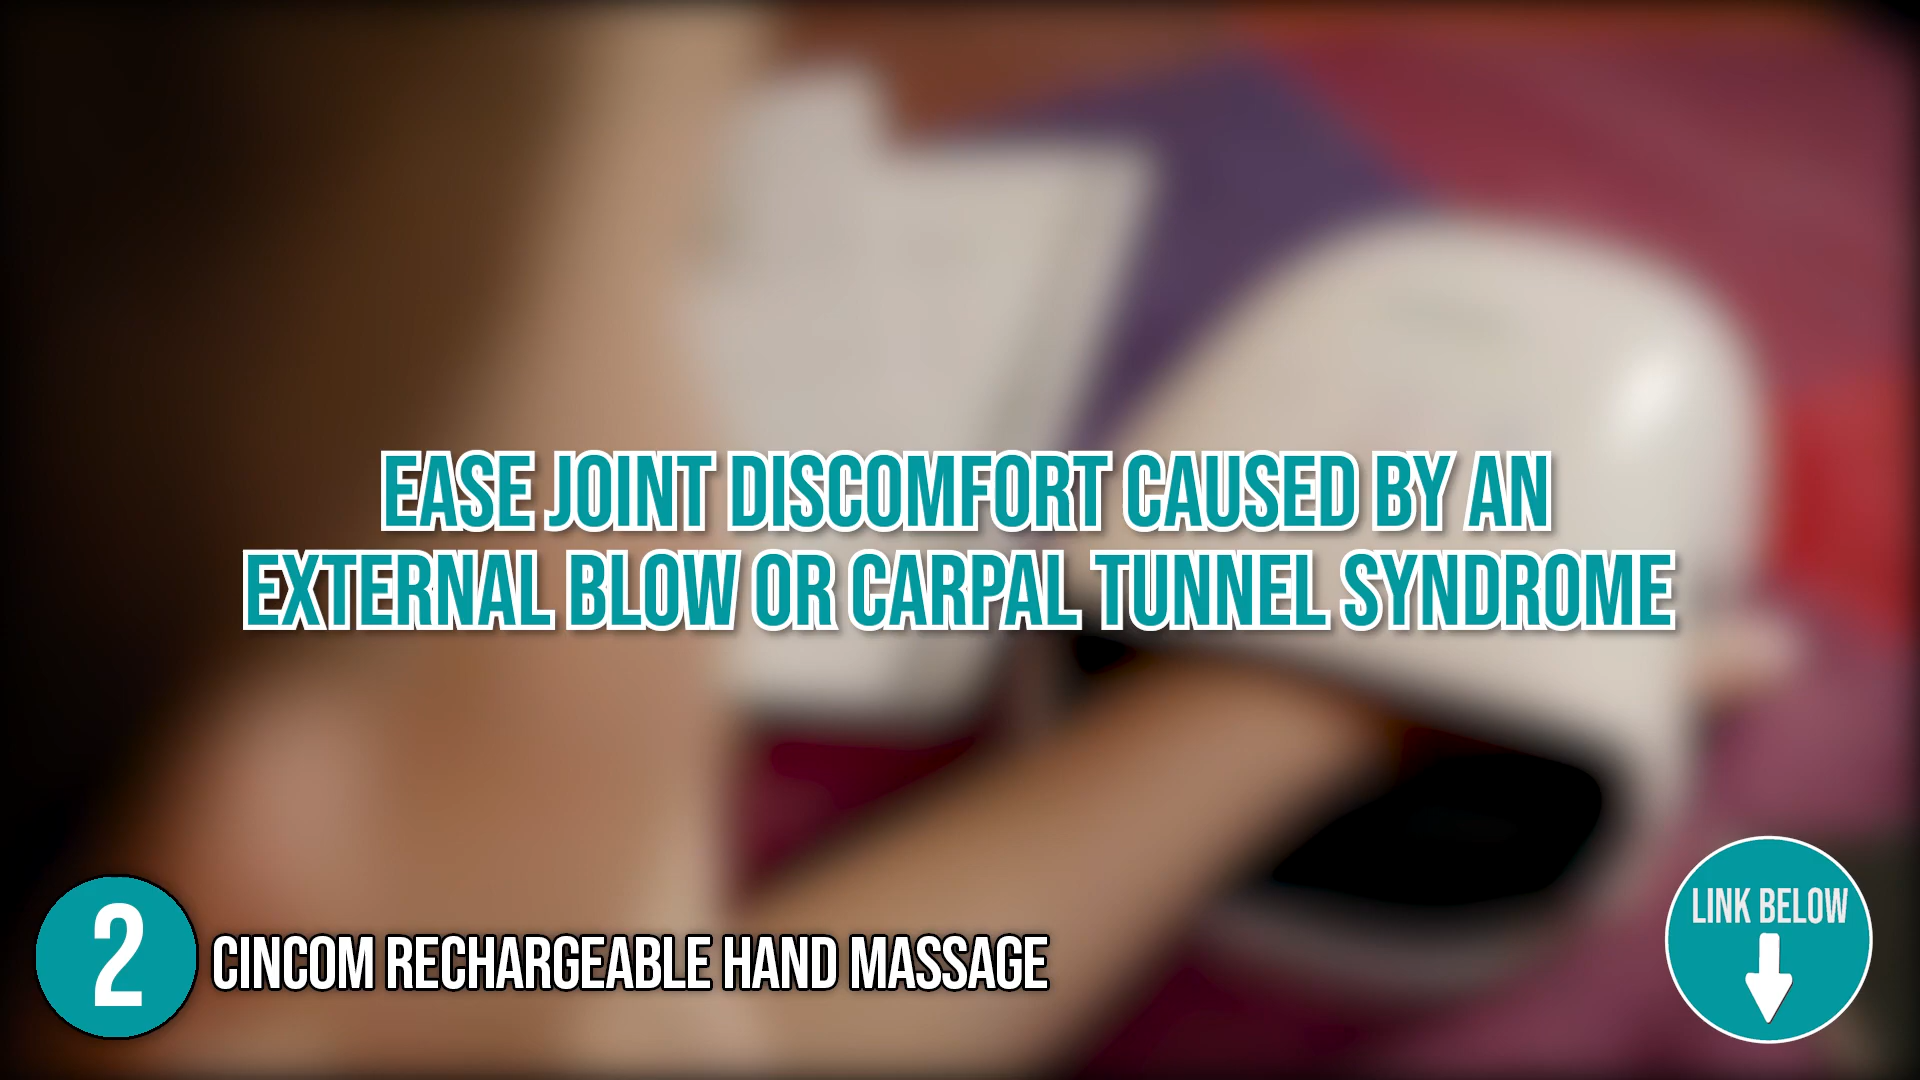 EASE JOINT DISCOMFORT CAUSED BY AN
EXTERNAL BLOW OR CARPAL TUNNEL SYNDROME
2
CINCOM RECHARGEABLE HAND MASSAGE
LINK BELOW